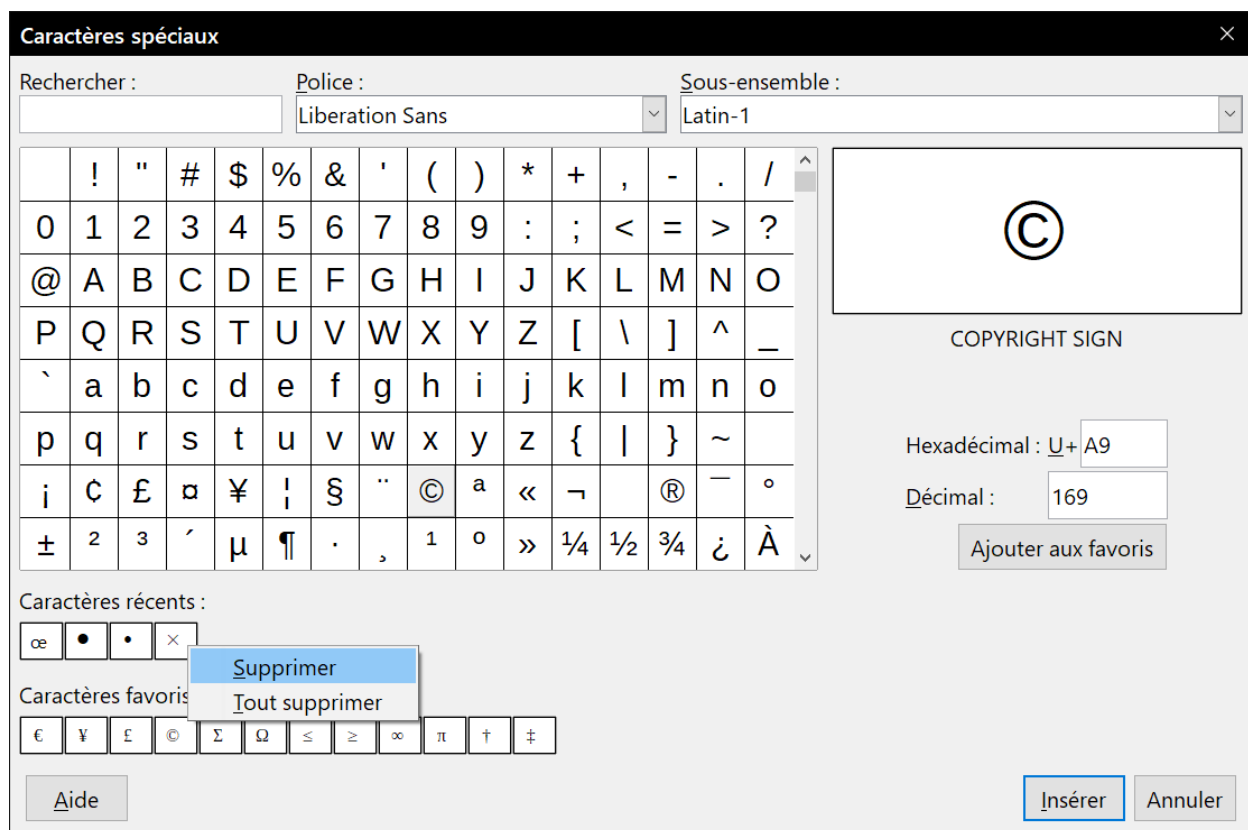 Caractères spéciaux ×
Rechercher : Police : Sous-ensemble :
Liberation Sans Latin-1
! " # $ % & ' ( ) * + , - . /
0 1 2 3 4 5 6 7 8 9 : ; < = > ?
@ A B C D E F G H I J K L M N O
P Q R S T U V W X Y Z [ \ ] ^ _
` a b c d e f g h i j k l m n o
p q r s t u v w x y z { | } ~
¡ ¢ £ ¤ ¥ ¦ § ¨ © ª « ¬ ® ¯ °
± ² ³ ´ µ ¶ · ¸ ¹ º » ¼ ½ ¾ ¿ À
©
COPYRIGHT SIGN
Hexadécimal : U+ A9
Décimal : 169
Ajouter aux favoris
Caractères récents :
œ ● • ×
Supprimer
Tout supprimer
Caractères favoris
€ ¥ £ © Σ Ω ≤ ≥ ∞ π † ‡
Aide Insérer Annuler